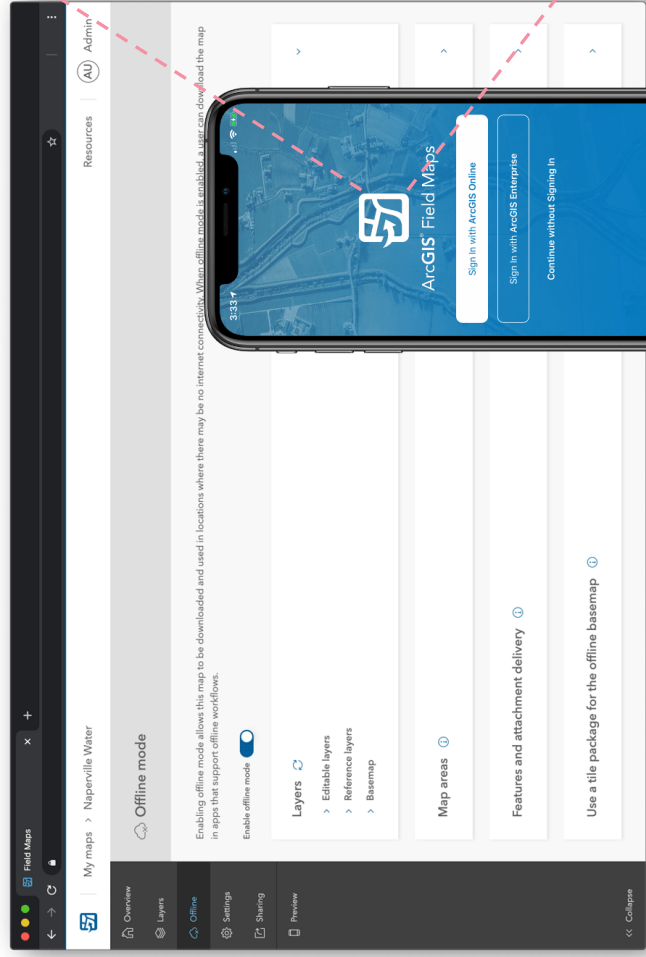 Field Maps
My maps > Naperville Water
Resources
AU
Admin
Overview
Layers
Offline
Settings
Sharing
Preview
Collapse
Offline mode
Enabling offline mode allows this map to be downloaded and used in locations where there may be no internet connectivity. When offline mode is enabled, a user can download the map
in apps that support offline workflows.
Enable offline mode
Layers
Editable layers
Reference layers
Basemap
Map areas
Features and attachment delivery
Use a tile package for the offline basemap
3:33
ArcGIS® Field Maps
Sign In with ArcGIS Online
Sign In with ArcGIS Enterprise
Continue without Signing In